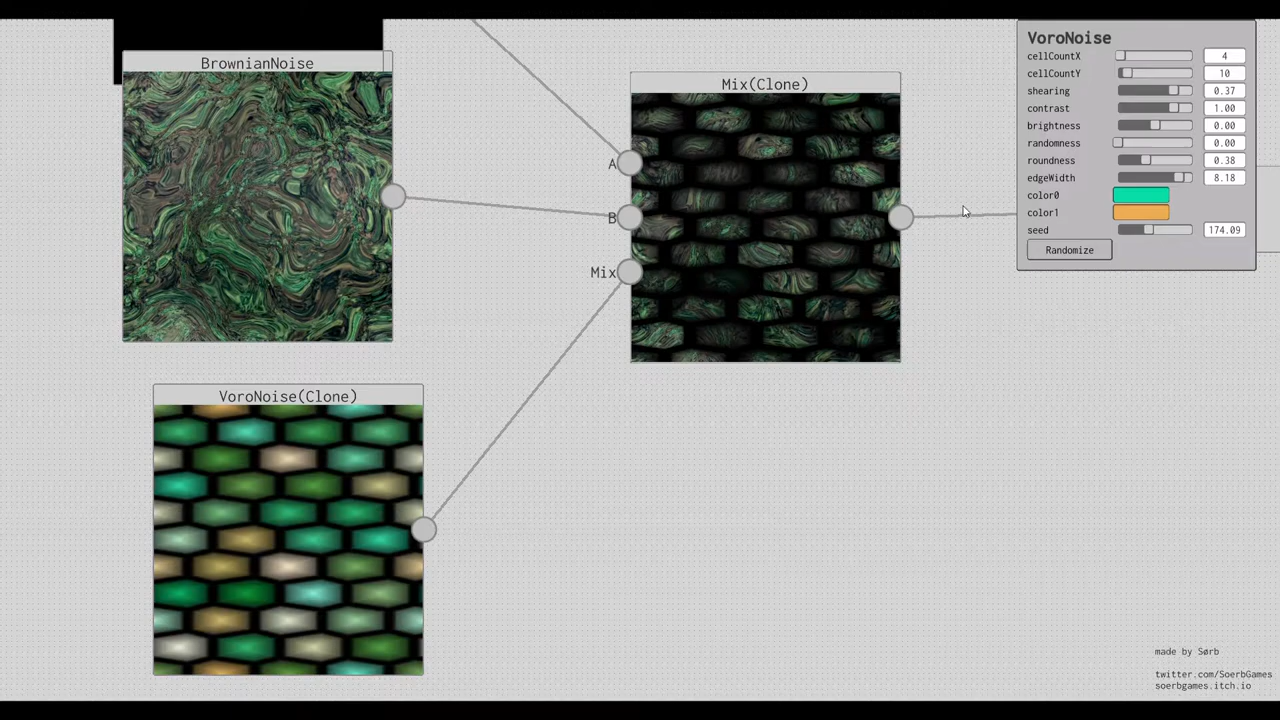 BrownianNoise
Mix(Clone)
A
B
Mix
VoroNoise(Clone)
VoroNoise
cellCountX 4
cellCountY 10
shearing 0.37
contrast 1.00
brightness 0.00
randomness 0.00
roundness 0.38
edgeWidth 8.18
color0
color1
seed 174.09
Randomize
made by Sørb
twitter.com/SoerbGames
soerbgames.itch.io